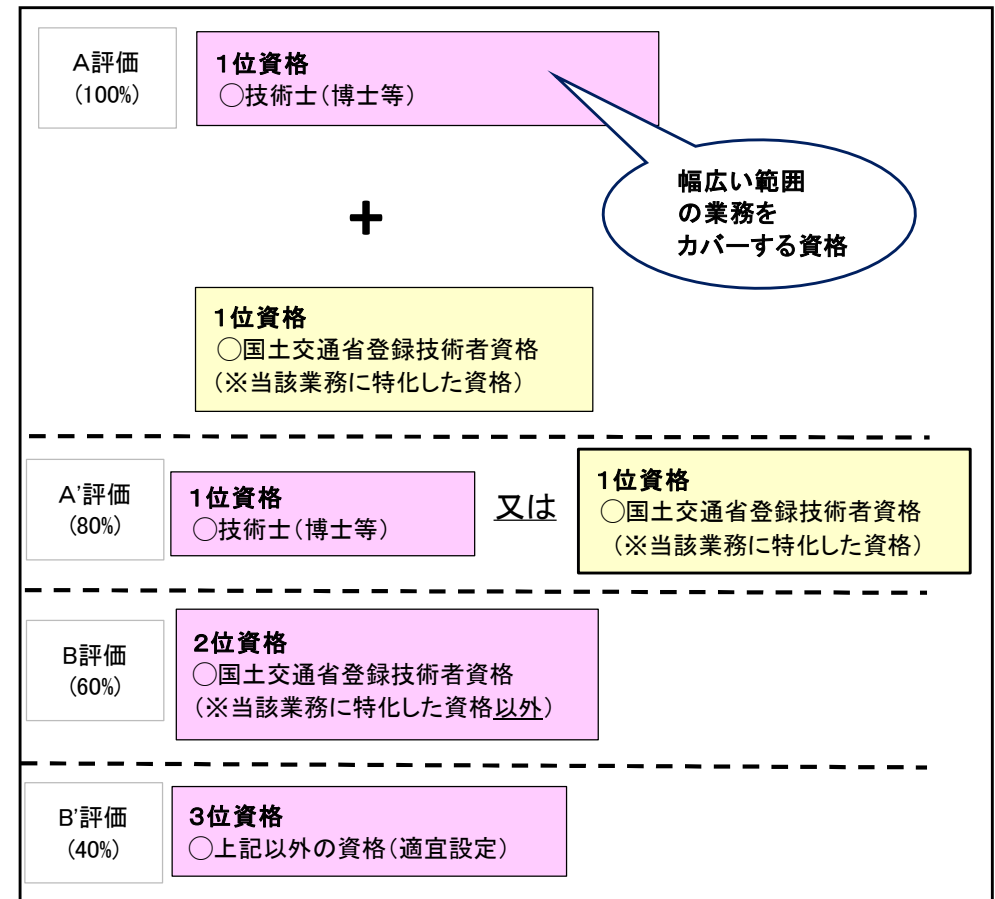 A評価
(100%)
１位資格
○技術士（博士等）
幅広い範囲
の業務を
カバーする資格
+
１位資格
○国土交通省登録技術者資格
（※当該業務に特化した資格）
A’評価
(80%)
１位資格
○技術士（博士等）
又は
１位資格
○国土交通省登録技術者資格
（※当該業務に特化した資格）
B評価
(60%)
２位資格
○国土交通省登録技術者資格
（※当該業務に特化した資格以外）
B’評価
(40%)
３位資格
○上記以外の資格（適宜設定）